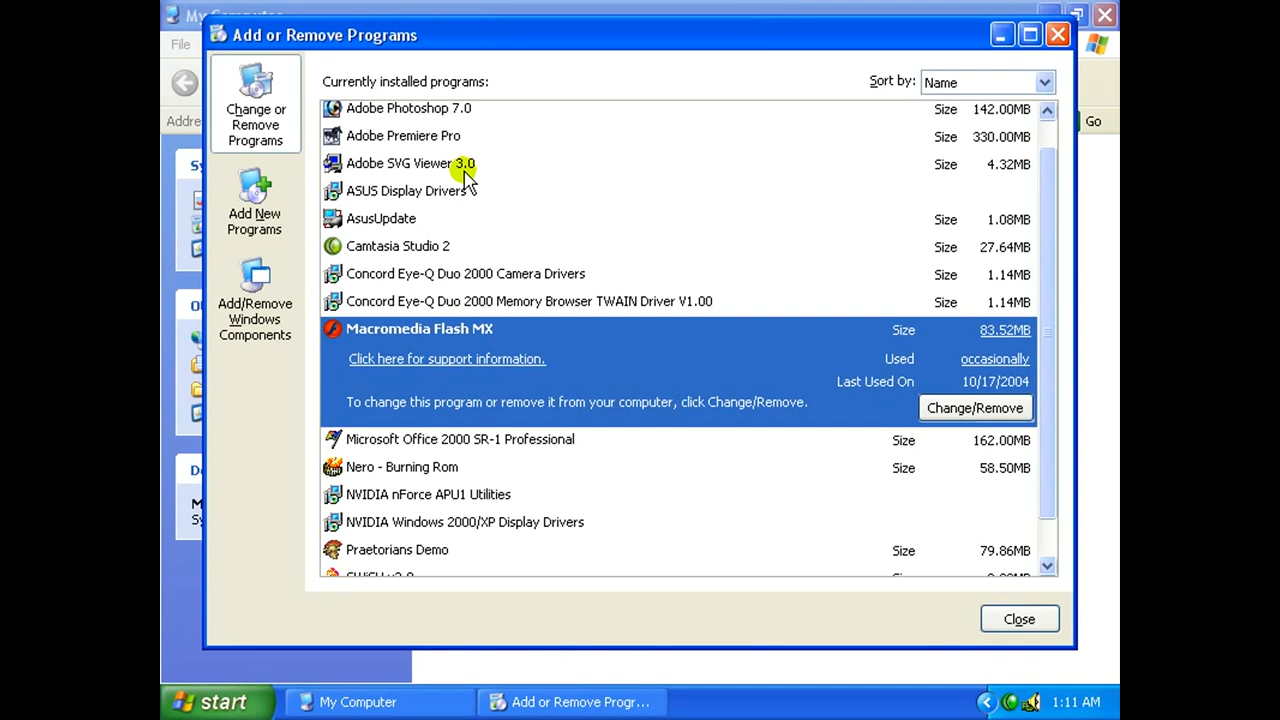 My Computer
Add or Remove Programs
File
Change or
Remove
Programs
Currently installed programs:
Sort by:
Name
Adobe Photoshop 7.0 Size 142.00MB
Adobe Premiere Pro Size 330.00MB
Adobe SVG Viewer 3.0 Size 4.32MB
ASUS Display Drivers
AsusUpdate Size 1.08MB
Camtasia Studio 2 Size 27.64MB
Concord Eye-Q Duo 2000 Camera Drivers Size 1.14MB
Concord Eye-Q Duo 2000 Memory Browser TWAIN Driver V1.00 Size 1.14MB
Macromedia Flash MX Size 83.52MB
Click here for support information. Used occasionally
Last Used On 10/17/2004
To change this program or remove it from your computer, click Change/Remove.
Change/Remove
Microsoft Office 2000 SR-1 Professional Size 162.00MB
Nero - Burning Rom Size 58.50MB
NVIDIA nForce APU1 Utilities
NVIDIA Windows 2000/XP Display Drivers
Praetorians Demo Size 79.86MB
Add New
Programs
Add/Remove
Windows
Components
Addre
Go
Close
start
My Computer
Add or Remove Progr...
1:11 AM